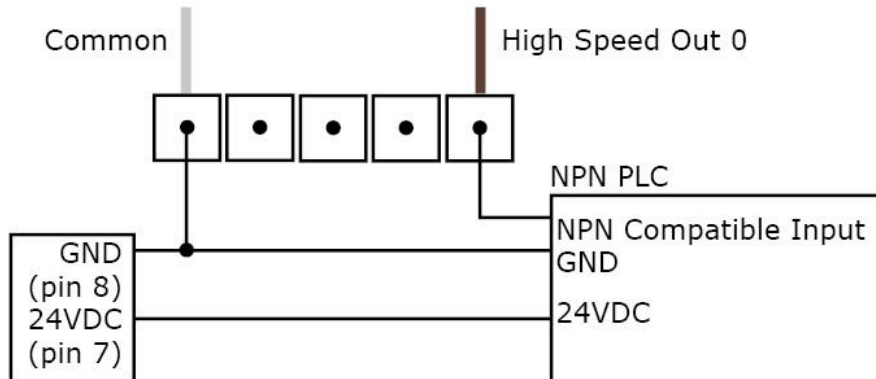 Common
High Speed Out 0
NPN PLC
NPN Compatible Input
GND
24VDC
GND
(pin 8)
24VDC
(pin 7)